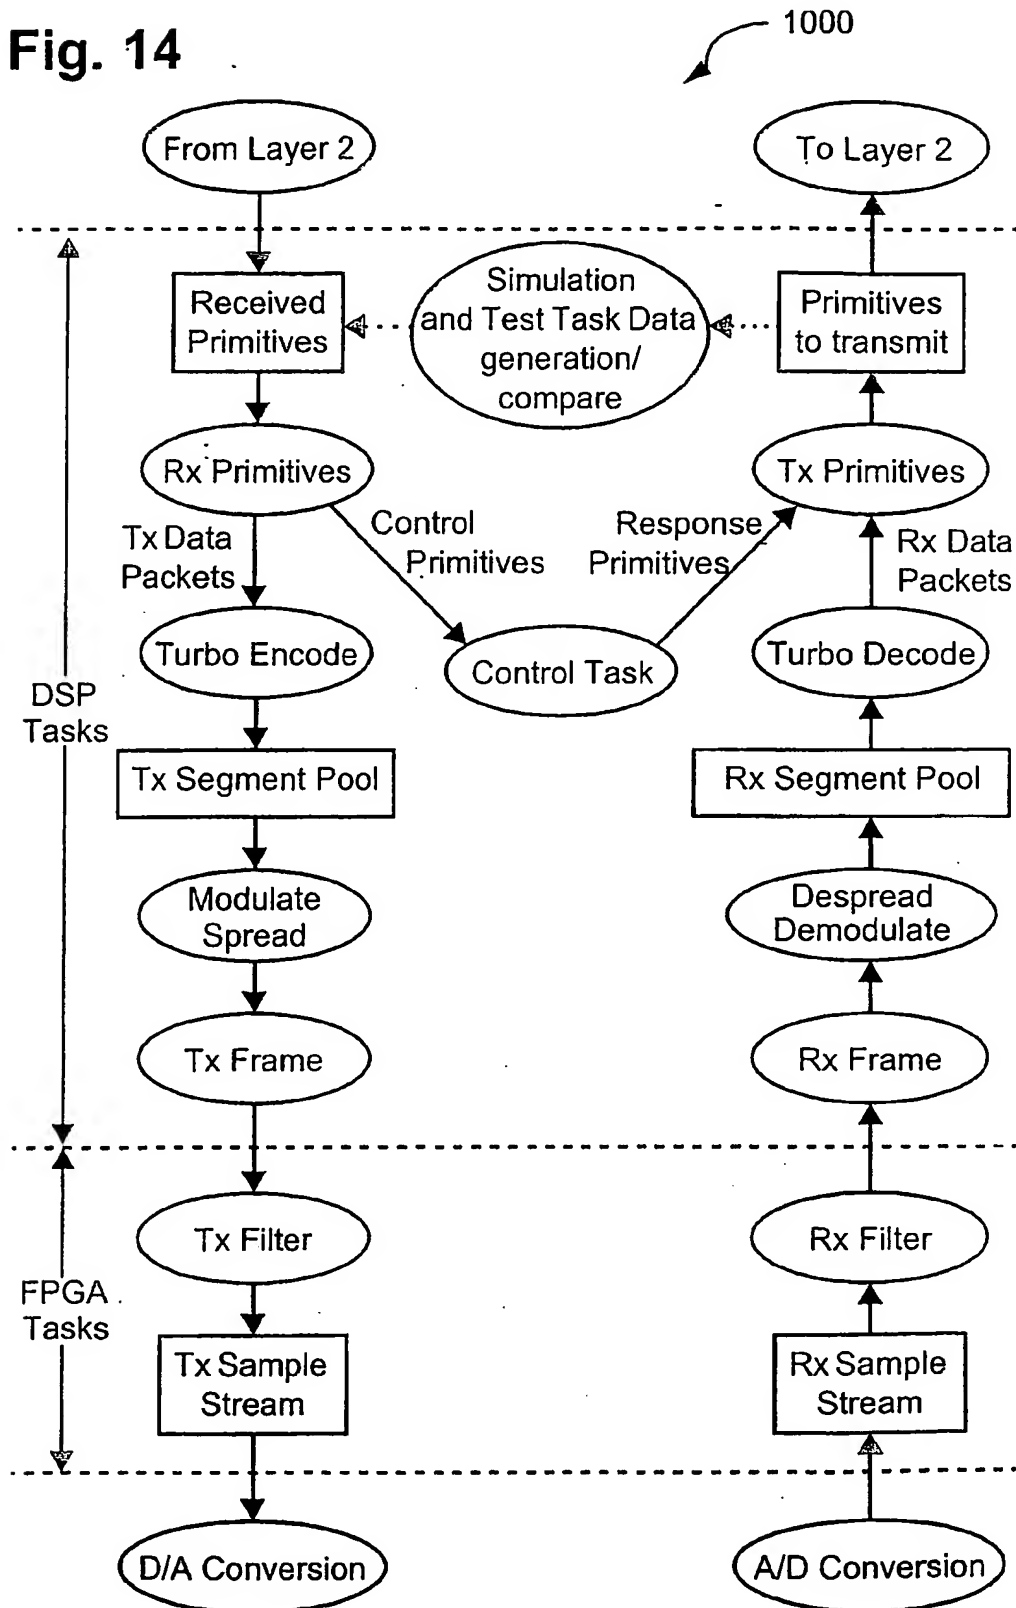 Fig. 14
1000
From Layer 2
To Layer 2
Received
Primitives
Simulation
and Test Task Data
generation/
compare
Primitives
to transmit
Rx Primitives
Tx Primitives
Tx Data
Packets
Control
Primitives
Response
Primitives
Rx Data
Packets
Turbo Encode
Control Task
Turbo Decode
DSP
Tasks
Tx Segment Pool
Rx Segment Pool
Modulate
Spread
Despread
Demodulate
Tx Frame
Rx Frame
Tx Filter
Rx Filter
FPGA
Tasks
Tx Sample
Stream
Rx Sample
Stream
D/A Conversion
A/D Conversion